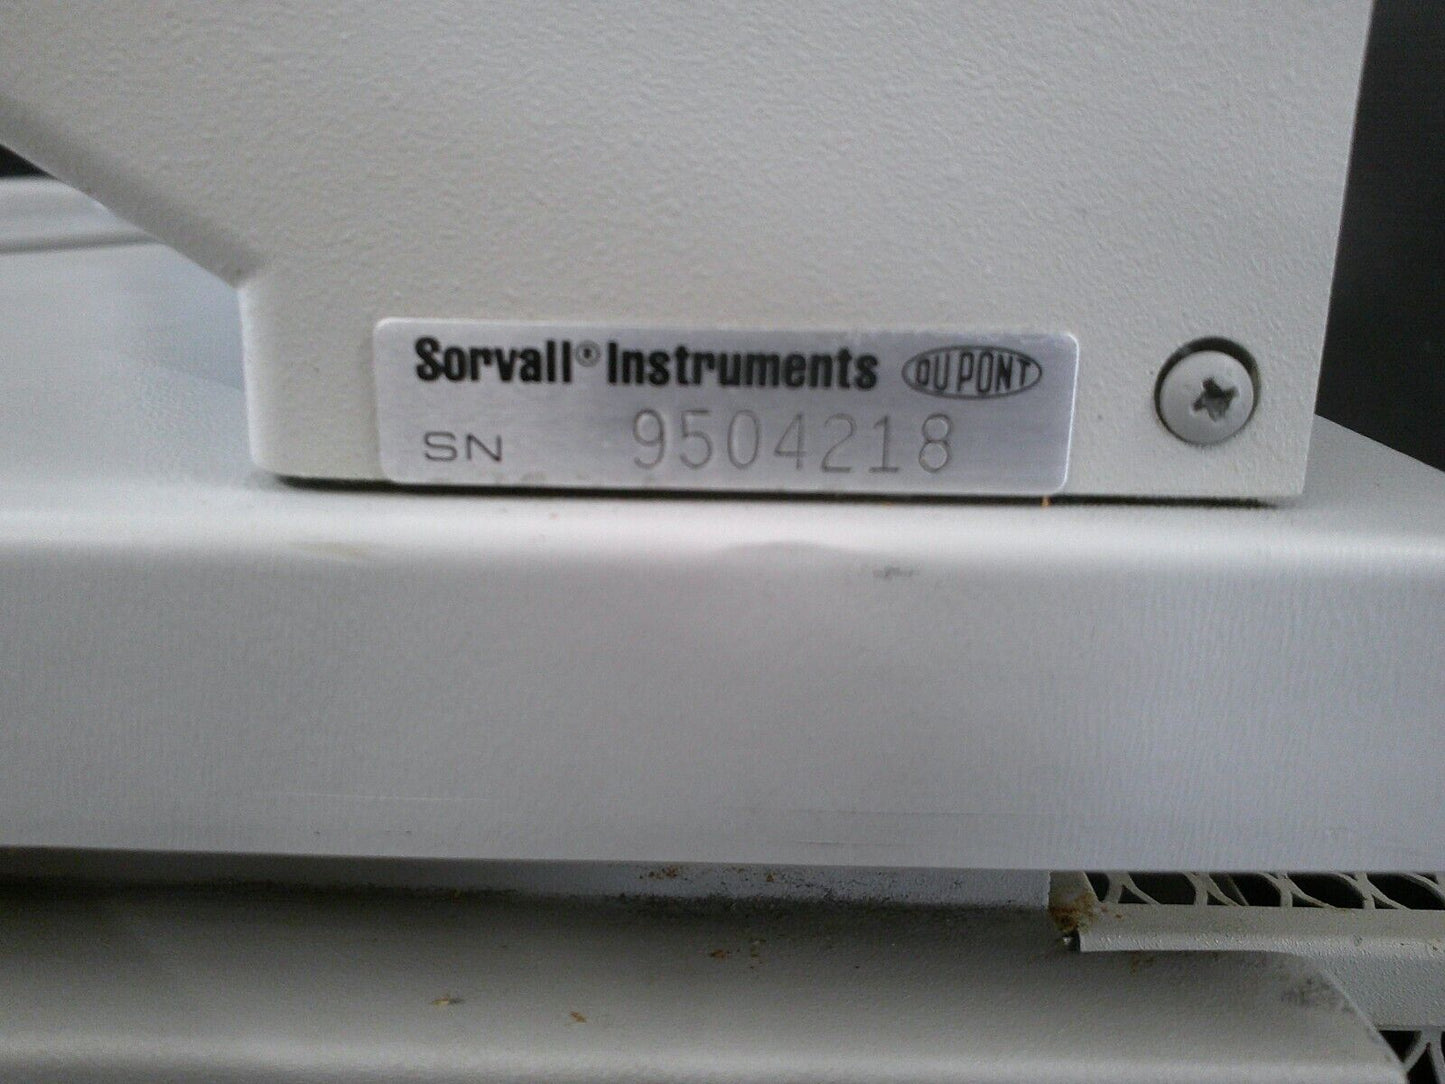 Sorvall® Instruments DU PONT
SN 9504218